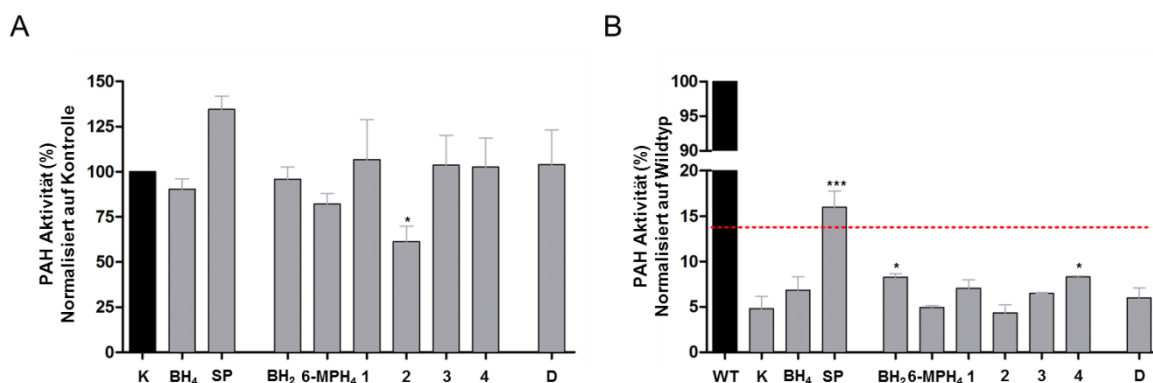 A
PAH Aktivität (%)
Normalisiert auf Kontrolle
150
125
100
75
50
25
0
*
K BH₄ SP BH₂ 6-MPH₄ 1 2 3 4 D
B
PAH Aktivität (%)
Normalisiert auf Wildtyp
100
95
90
20
15
10
5
0
***
* *
WT K BH₄ SP BH₂ 6-MPH₄ 1 2 3 4 D